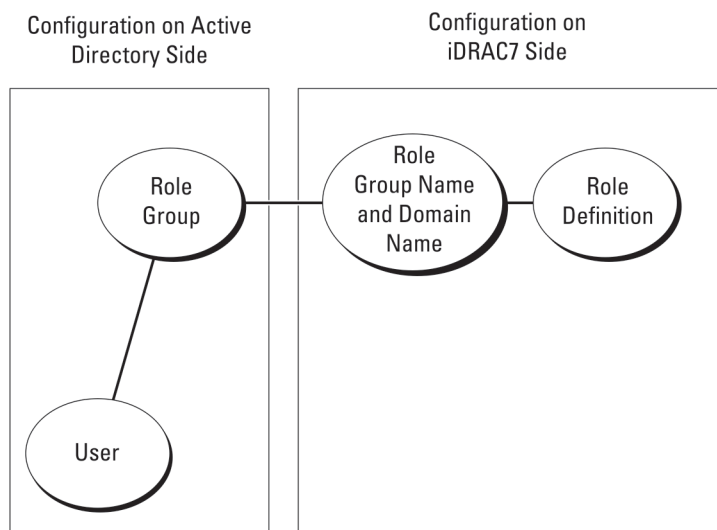 Configuration on Active
Directory Side
Configuration on
iDRAC7 Side
Role
Group
Role
Group Name
and Domain
Name
Role
Definition
User